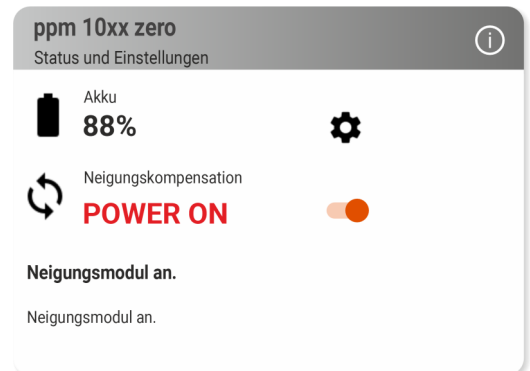 ppm 10xx zero
Status und Einstellungen
Akku
88%
Neigungskompensation
POWER ON
Neigungsmodul an.
Neigungsmodul an.